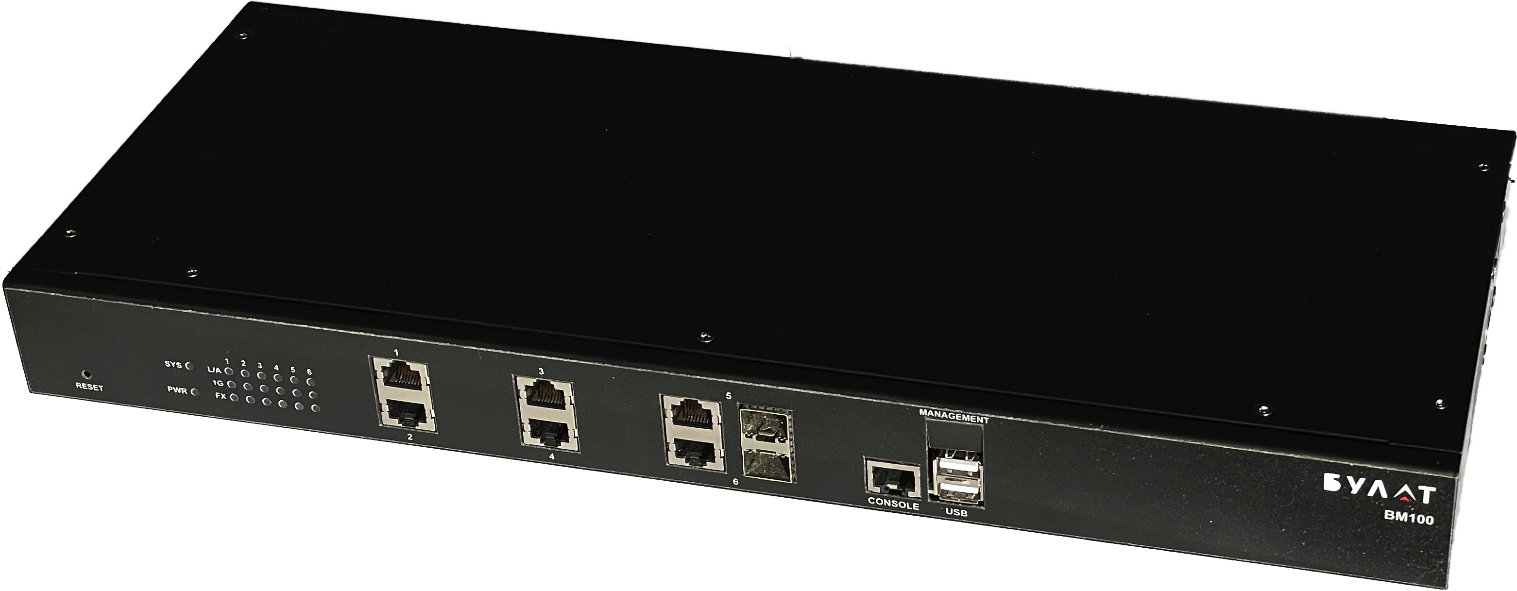 RESET
SYS
PWR
1 2 3 4 5 6
L/A
1G
FX
1
2
3
4
5
6
CONSOLE
MANAGEMENT
USB
БУЛАТ
BM100